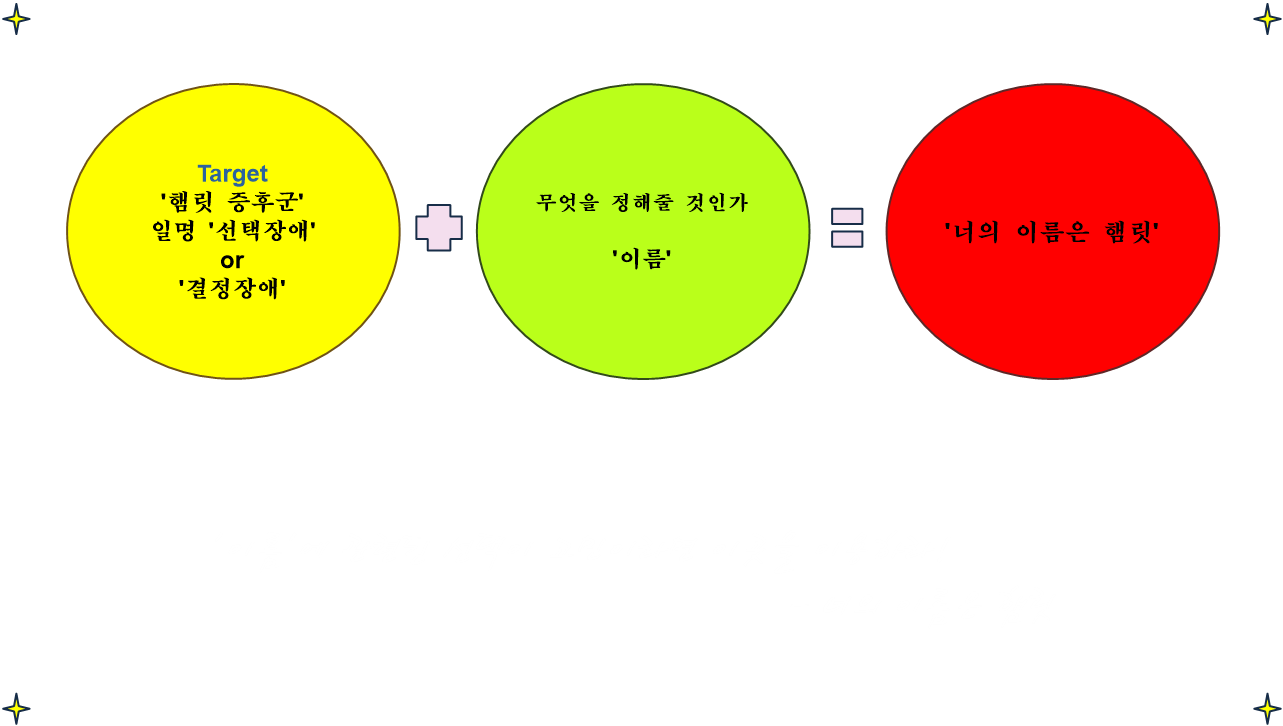 Target
'햄릿 증후군'
일명 '선택장애'
or
'결정장애'
무엇을 정해줄 것인가
'이름'
'너의 이름은 햄릿'